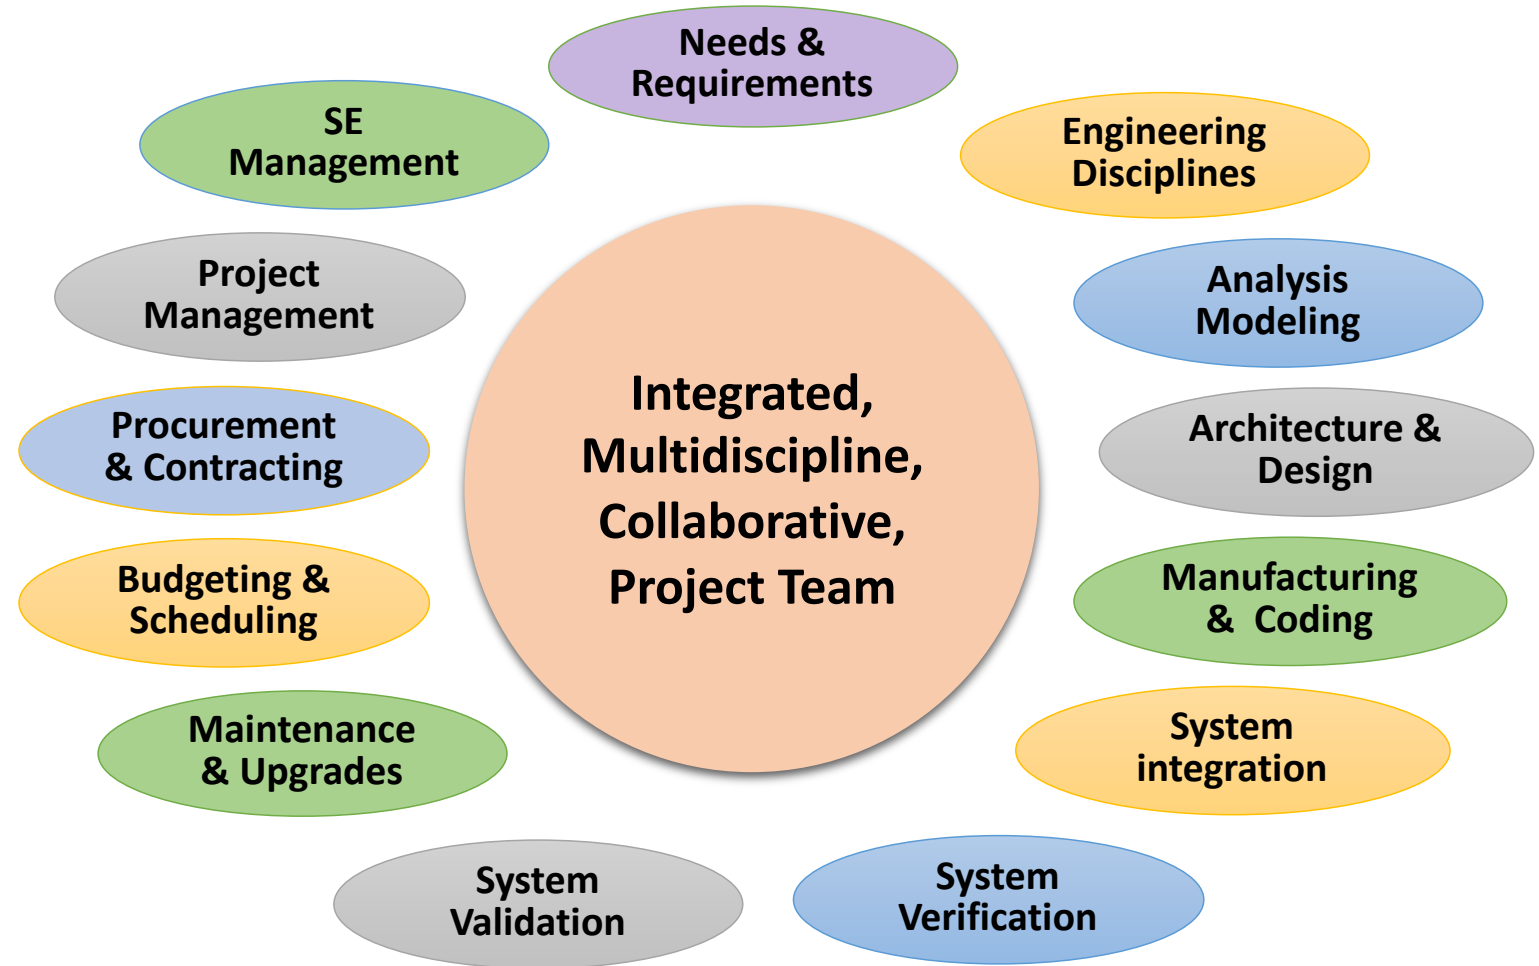 Needs &
Requirements
SE
Management
Engineering
Disciplines
Project
Management
Analysis
Modeling
Procurement
& Contracting
Integrated,
Multidiscipline,
Collaborative,
Project Team
Architecture &
Design
Budgeting &
Scheduling
Manufacturing
& Coding
Maintenance
& Upgrades
System
integration
System
Validation
System
Verification